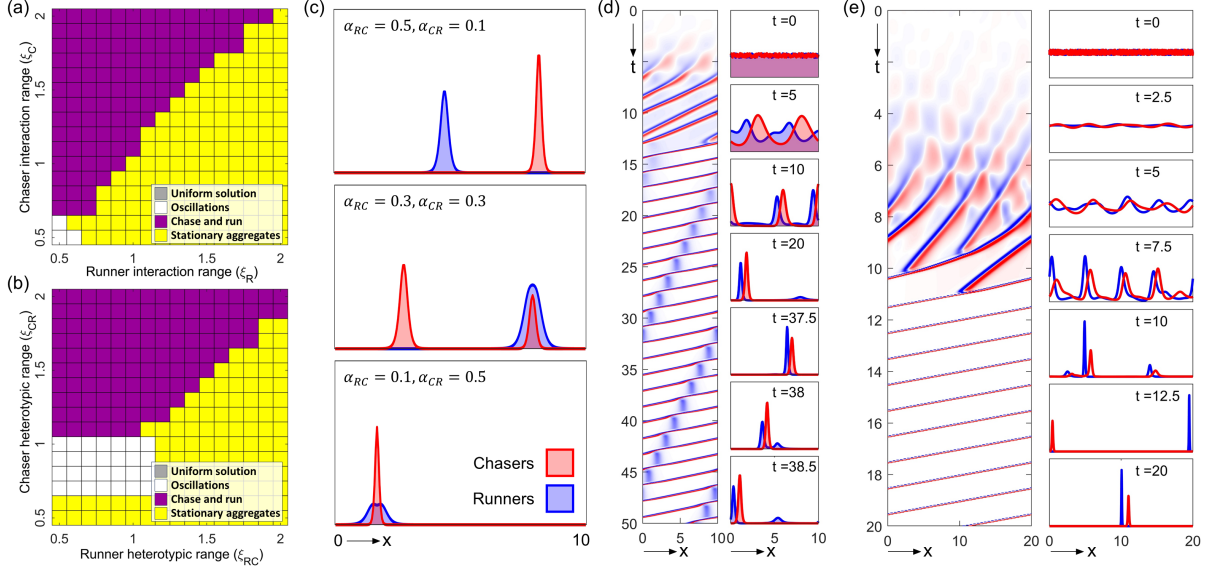 (a)
Chaser interaction range (ξC)
2
1.5
1
0.5
Uniform solution
Oscillations
Chase and run
Stationary aggregates
0.5 1 1.5 2
Runner interaction range (ξR)
(b)
Chaser heterotypic range (ξCR)
2
1.5
1
0.5
Uniform solution
Oscillations
Chase and run
Stationary aggregates
0.5 1 1.5 2
Runner heterotypic range (ξRC)
(c)
αRC = 0.5, αCR = 0.1
αRC = 0.3, αCR = 0.3
αRC = 0.1, αCR = 0.5
Chasers
Runners
0 x 10
(d)
0
t
5
10
15
20
25
30
35
40
45
50
0 5 10
x
t =0
t =5
t =10
t =20
t =37.5
t =38
t =38.5
0 5 10
x
(e)
0
t
2
4
6
8
10
12
14
16
18
20
0 10 20
x
t =0
t =2.5
t =5
t =7.5
t =10
t =12.5
t =20
0 10 20
x